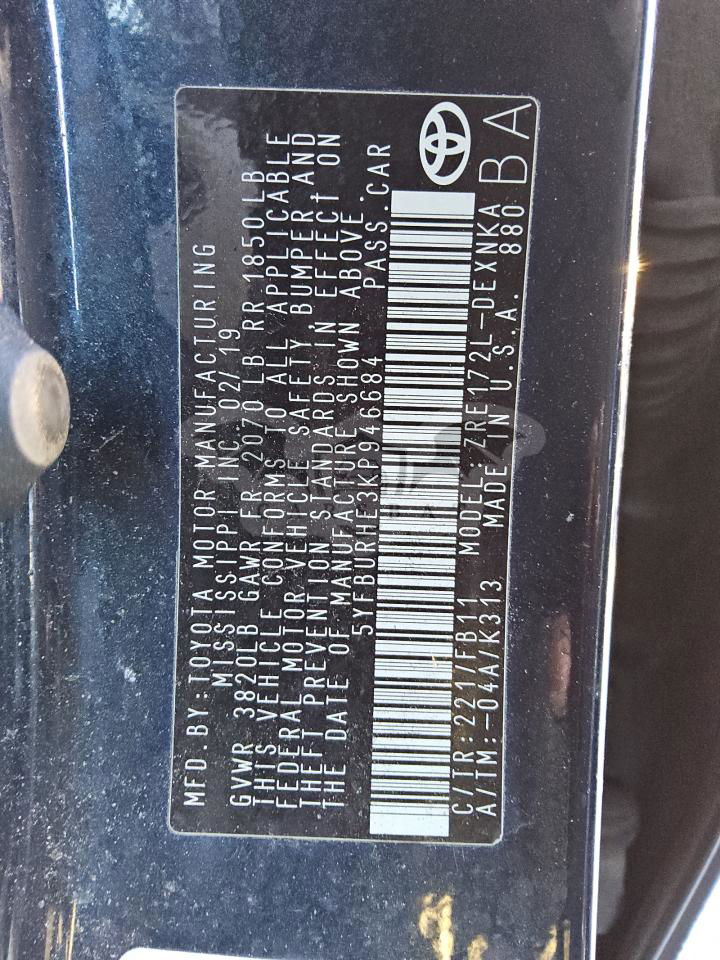 MFD.BY:TOYOTA MOTOR MANUFACTURING
MISSISSIPPI INC. 02/19
GVWR 3820LB GAWR FR 2070 LB RR 1850 LB
THIS VEHICLE CONFORMS TO ALL APPLICABLE
FEDERAL MOTOR VEHICLE SAFETY, BUMPER, AND
THEFT PREVENTION STANDARDS IN EFFECT ON
THE DATE OF MANUFACTURE SHOWN ABOVE.
5YFBURHE3KP946684 PASS.CAR
C/TR:221/FB11 MODEL:ZRE172L-DEXNKA
A/TM:-04A/K313 MADE IN U.S.A. 880
BA